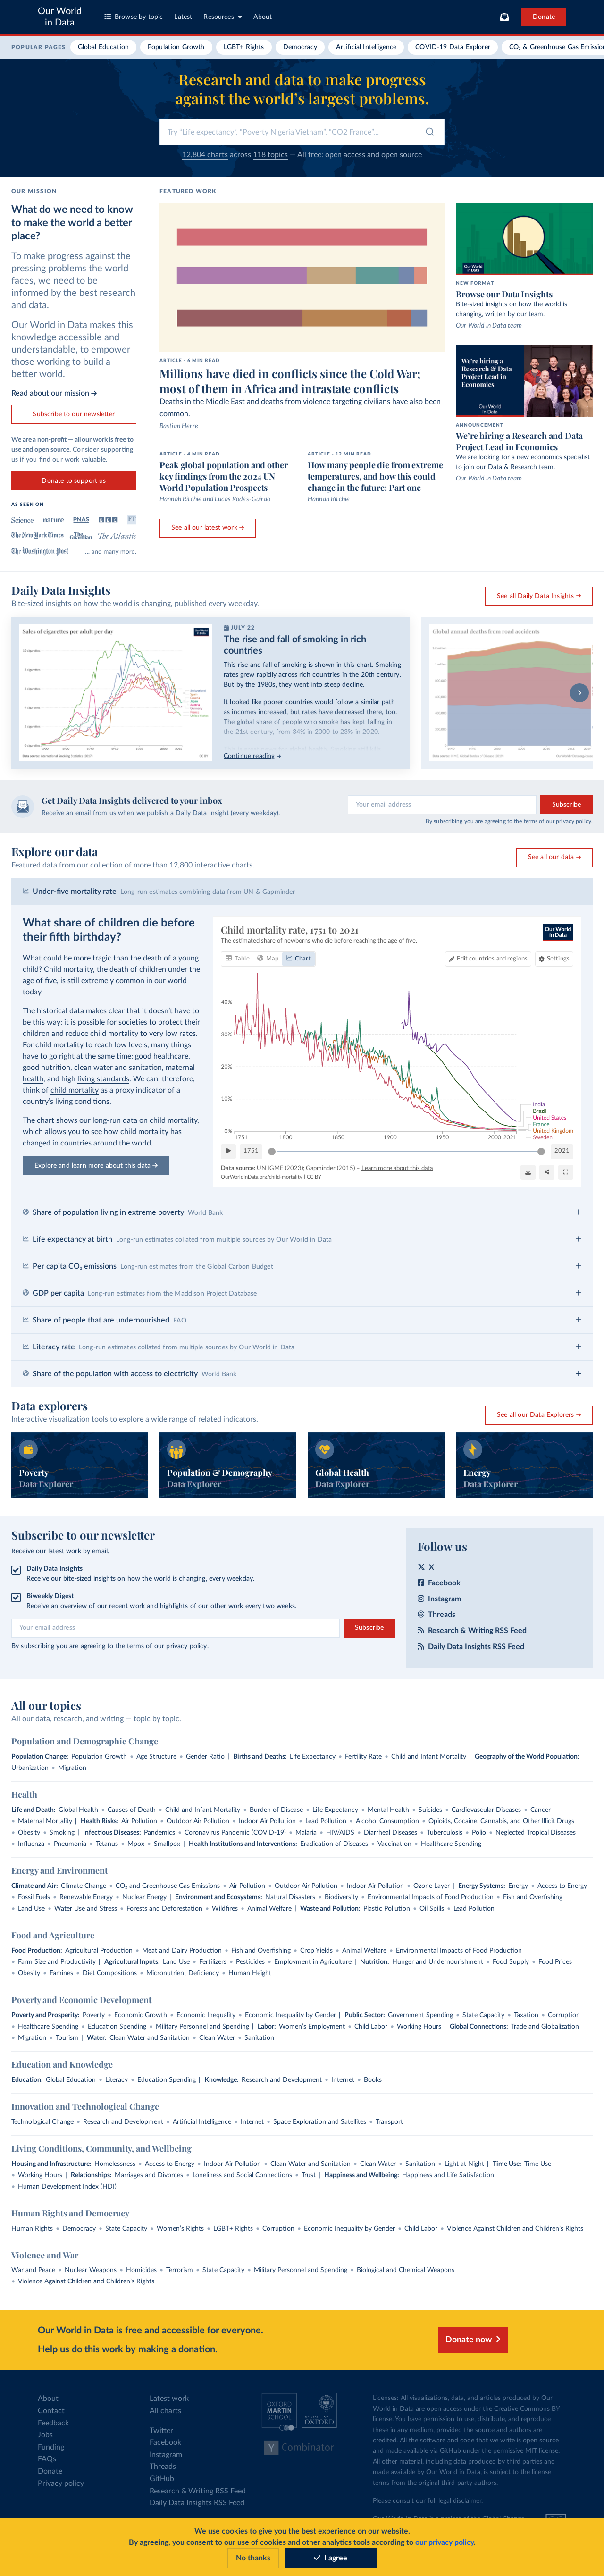 Our World
in Data
Browse by topic
Latest
Resources
About
Donate
POPULAR PAGES
Global Education
Population Growth
LGBT+ Rights
Democracy
Artificial Intelligence
COVID-19 Data Explorer
CO₂ & Greenhouse Gas Emission
Research and data to make progress
against the world's largest problems.
Try "Life expectancy", "Poverty Nigeria Vietnam", "CO2 France"...
12,804 charts across 118 topics — All free: open access and open source
OUR MISSION
What do we need to know
to make the world a better
place?
To make progress against the
pressing problems the world
faces, we need to be
informed by the best research
and data.
Our World in Data makes this
knowledge accessible and
understandable, to empower
those working to build a
better world.
Read about our mission →
Subscribe to our newsletter
We are a non-profit — all our work is free to
use and open source. Consider supporting
us if you find our work valuable.
Donate to support us
AS SEEN ON
Science
nature
PNAS
BBC
FT
The New York Times
The Guardian
The Atlantic
The Washington Post
... and many more.
FEATURED WORK
ARTICLE - 6 MIN READ
Millions have died in conflicts since the Cold War;
most of them in Africa and intrastate conflicts
Deaths in the Middle East and deaths from violence targeting civilians have also been
common.
Bastian Herre
ARTICLE - 4 MIN READ
Peak global population and other
key findings from the 2024 UN
World Population Prospects
Hannah Ritchie and Lucas Rodés-Guirao
ARTICLE - 12 MIN READ
How many people die from extreme
temperatures, and how this could
change in the future: Part one
Hannah Ritchie
See all our latest work →
Our World
in Data
NEW FORMAT
Browse our Data Insights
Bite-sized insights on how the world is
changing, written by our team.
Our World in Data team
We're hiring a
Research & Data
Project Lead in
Economics
Our World
in Data
ANNOUNCEMENT
We're hiring a Research and Data
Project Lead in Economics
We are looking for a new economics specialist
to join our Data & Research team.
Our World in Data team
Daily Data Insights
Bite-sized insights on how the world is changing, published every weekday.
See all Daily Data Insights →
Sales of cigarettes per adult per day
JULY 22
The rise and fall of smoking in rich
countries
This rise and fall of smoking is shown in this chart. Smoking
rates grew rapidly across rich countries in the 20th century.
But by the 1980s, they went into steep decline.
It looked like poorer countries would follow a similar path
as incomes increased, but rates have decreased there, too.
The global share of people who smoke has kept falling in
the 21st century, from 34% in 2000 to 23% in 2020.
Continue reading →
Global annual deaths from road accidents
Get Daily Data Insights delivered to your inbox
Receive an email from us when we publish a Daily Data Insight (every weekday).
Your email address
Subscribe
By subscribing you are agreeing to the terms of our privacy policy.
Explore our data
Featured data from our collection of more than 12,800 interactive charts.
See all our data →
Under-five mortality rate Long-run estimates combining data from UN & Gapminder
What share of children die before
their fifth birthday?
What could be more tragic than the death of a young
child? Child mortality, the death of children under the
age of five, is still extremely common in our world
today.
The historical data makes clear that it doesn't have to
be this way: it is possible for societies to protect their
children and reduce child mortality to very low rates.
For child mortality to reach low levels, many things
have to go right at the same time: good healthcare,
good nutrition, clean water and sanitation, maternal
health, and high living standards. We can, therefore,
think of child mortality as a proxy indicator of a
country's living conditions.
The chart shows our long-run data on child mortality,
which allows you to see how child mortality has
changed in countries around the world.
Explore and learn more about this data →
Child mortality rate, 1751 to 2021
The estimated share of newborns who die before reaching the age of five.
Our World
in Data
Table
Map
Chart
Edit countries and regions
Settings
40%
30%
20%
10%
0%
1751
1800
1850
1900
1950
2000 2021
India
Brazil
United States
France
United Kingdom
Sweden
1751
2021
Data source: UN IGME (2023); Gapminder (2015) – Learn more about this data
OurWorldInData.org/child-mortality | CC BY
Share of population living in extreme poverty World Bank
Life expectancy at birth Long-run estimates collated from multiple sources by Our World in Data
Per capita CO₂ emissions Long-run estimates from the Global Carbon Budget
GDP per capita Long-run estimates from the Maddison Project Database
Share of people that are undernourished FAO
Literacy rate Long-run estimates collated from multiple sources by Our World in Data
Share of the population with access to electricity World Bank
Data explorers
Interactive visualization tools to explore a wide range of related indicators.
See all our Data Explorers →
Poverty
Data Explorer
Population & Demography
Data Explorer
Global Health
Data Explorer
Energy
Data Explorer
Subscribe to our newsletter
Receive our latest work by email.
Daily Data Insights
Receive our bite-sized insights on how the world is changing, every weekday.
Biweekly Digest
Receive an overview of our recent work and highlights of our other work every two weeks.
Your email address
Subscribe
By subscribing you are agreeing to the terms of our privacy policy.
Follow us
X
Facebook
Instagram
Threads
Research & Writing RSS Feed
Daily Data Insights RSS Feed
All our topics
All our data, research, and writing — topic by topic.
Population and Demographic Change
Population Change: Population Growth • Age Structure • Gender Ratio | Births and Deaths: Life Expectancy • Fertility Rate • Child and Infant Mortality | Geography of the World Population:
Urbanization • Migration
Health
Life and Death: Global Health • Causes of Death • Child and Infant Mortality • Burden of Disease • Life Expectancy • Mental Health • Suicides • Cardiovascular Diseases • Cancer
• Maternal Mortality | Health Risks: Air Pollution • Outdoor Air Pollution • Indoor Air Pollution • Lead Pollution • Alcohol Consumption • Opioids, Cocaine, Cannabis, and Other Illicit Drugs
• Obesity • Smoking | Infectious Diseases: Pandemics • Coronavirus Pandemic (COVID-19) • Malaria • HIV/AIDS • Diarrheal Diseases • Tuberculosis • Polio • Neglected Tropical Diseases
• Influenza • Pneumonia • Tetanus • Mpox • Smallpox | Health Institutions and Interventions: Eradication of Diseases • Vaccination • Healthcare Spending
Energy and Environment
Climate and Air: Climate Change • CO₂ and Greenhouse Gas Emissions • Air Pollution • Outdoor Air Pollution • Indoor Air Pollution • Ozone Layer | Energy Systems: Energy • Access to Energy
• Fossil Fuels • Renewable Energy • Nuclear Energy | Environment and Ecosystems: Natural Disasters • Biodiversity • Environmental Impacts of Food Production • Fish and Overfishing
• Land Use • Water Use and Stress • Forests and Deforestation • Wildfires • Animal Welfare | Waste and Pollution: Plastic Pollution • Oil Spills • Lead Pollution
Food and Agriculture
Food Production: Agricultural Production • Meat and Dairy Production • Fish and Overfishing • Crop Yields • Animal Welfare • Environmental Impacts of Food Production
• Farm Size and Productivity | Agricultural Inputs: Land Use • Fertilizers • Pesticides • Employment in Agriculture | Nutrition: Hunger and Undernourishment • Food Supply • Food Prices
• Obesity • Famines • Diet Compositions • Micronutrient Deficiency • Human Height
Poverty and Economic Development
Poverty and Prosperity: Poverty • Economic Growth • Economic Inequality • Economic Inequality by Gender | Public Sector: Government Spending • State Capacity • Taxation • Corruption
• Healthcare Spending • Education Spending • Military Personnel and Spending | Labor: Women's Employment • Child Labor • Working Hours | Global Connections: Trade and Globalization
• Migration • Tourism | Water: Clean Water and Sanitation • Clean Water • Sanitation
Education and Knowledge
Education: Global Education • Literacy • Education Spending | Knowledge: Research and Development • Internet • Books
Innovation and Technological Change
Technological Change • Research and Development • Artificial Intelligence • Internet • Space Exploration and Satellites • Transport
Living Conditions, Community, and Wellbeing
Housing and Infrastructure: Homelessness • Access to Energy • Indoor Air Pollution • Clean Water and Sanitation • Clean Water • Sanitation • Light at Night | Time Use: Time Use
• Working Hours | Relationships: Marriages and Divorces • Loneliness and Social Connections • Trust | Happiness and Wellbeing: Happiness and Life Satisfaction
• Human Development Index (HDI)
Human Rights and Democracy
Human Rights • Democracy • State Capacity • Women's Rights • LGBT+ Rights • Corruption • Economic Inequality by Gender • Child Labor • Violence Against Children and Children's Rights
Violence and War
War and Peace • Nuclear Weapons • Homicides • Terrorism • State Capacity • Military Personnel and Spending • Biological and Chemical Weapons
• Violence Against Children and Children's Rights
Our World in Data is free and accessible for everyone.
Help us do this work by making a donation.
Donate now
About
Contact
Feedback
Jobs
Funding
FAQs
Donate
Privacy policy
Latest work
All charts
Twitter
Facebook
Instagram
Threads
GitHub
Research & Writing RSS Feed
Daily Data Insights RSS Feed
OXFORD
MARTIN
SCHOOL
UNIVERSITY OF
OXFORD
Y Combinator
Licenses: All visualizations, data, and articles produced by Our
World in Data are open access under the Creative Commons BY
license. You have permission to use, distribute, and reproduce
these in any medium, provided the source and authors are
credited. All the software and code that we write is open source
and made available via GitHub under the permissive MIT license.
All other material, including data produced by third parties and
made available by Our World in Data, is subject to the license
terms from the original third-party authors.
Please consult our full legal disclaimer.
We use cookies to give you the best experience on our website.
By agreeing, you consent to our use of cookies and other analytics tools according to our privacy policy.
No thanks
I agree